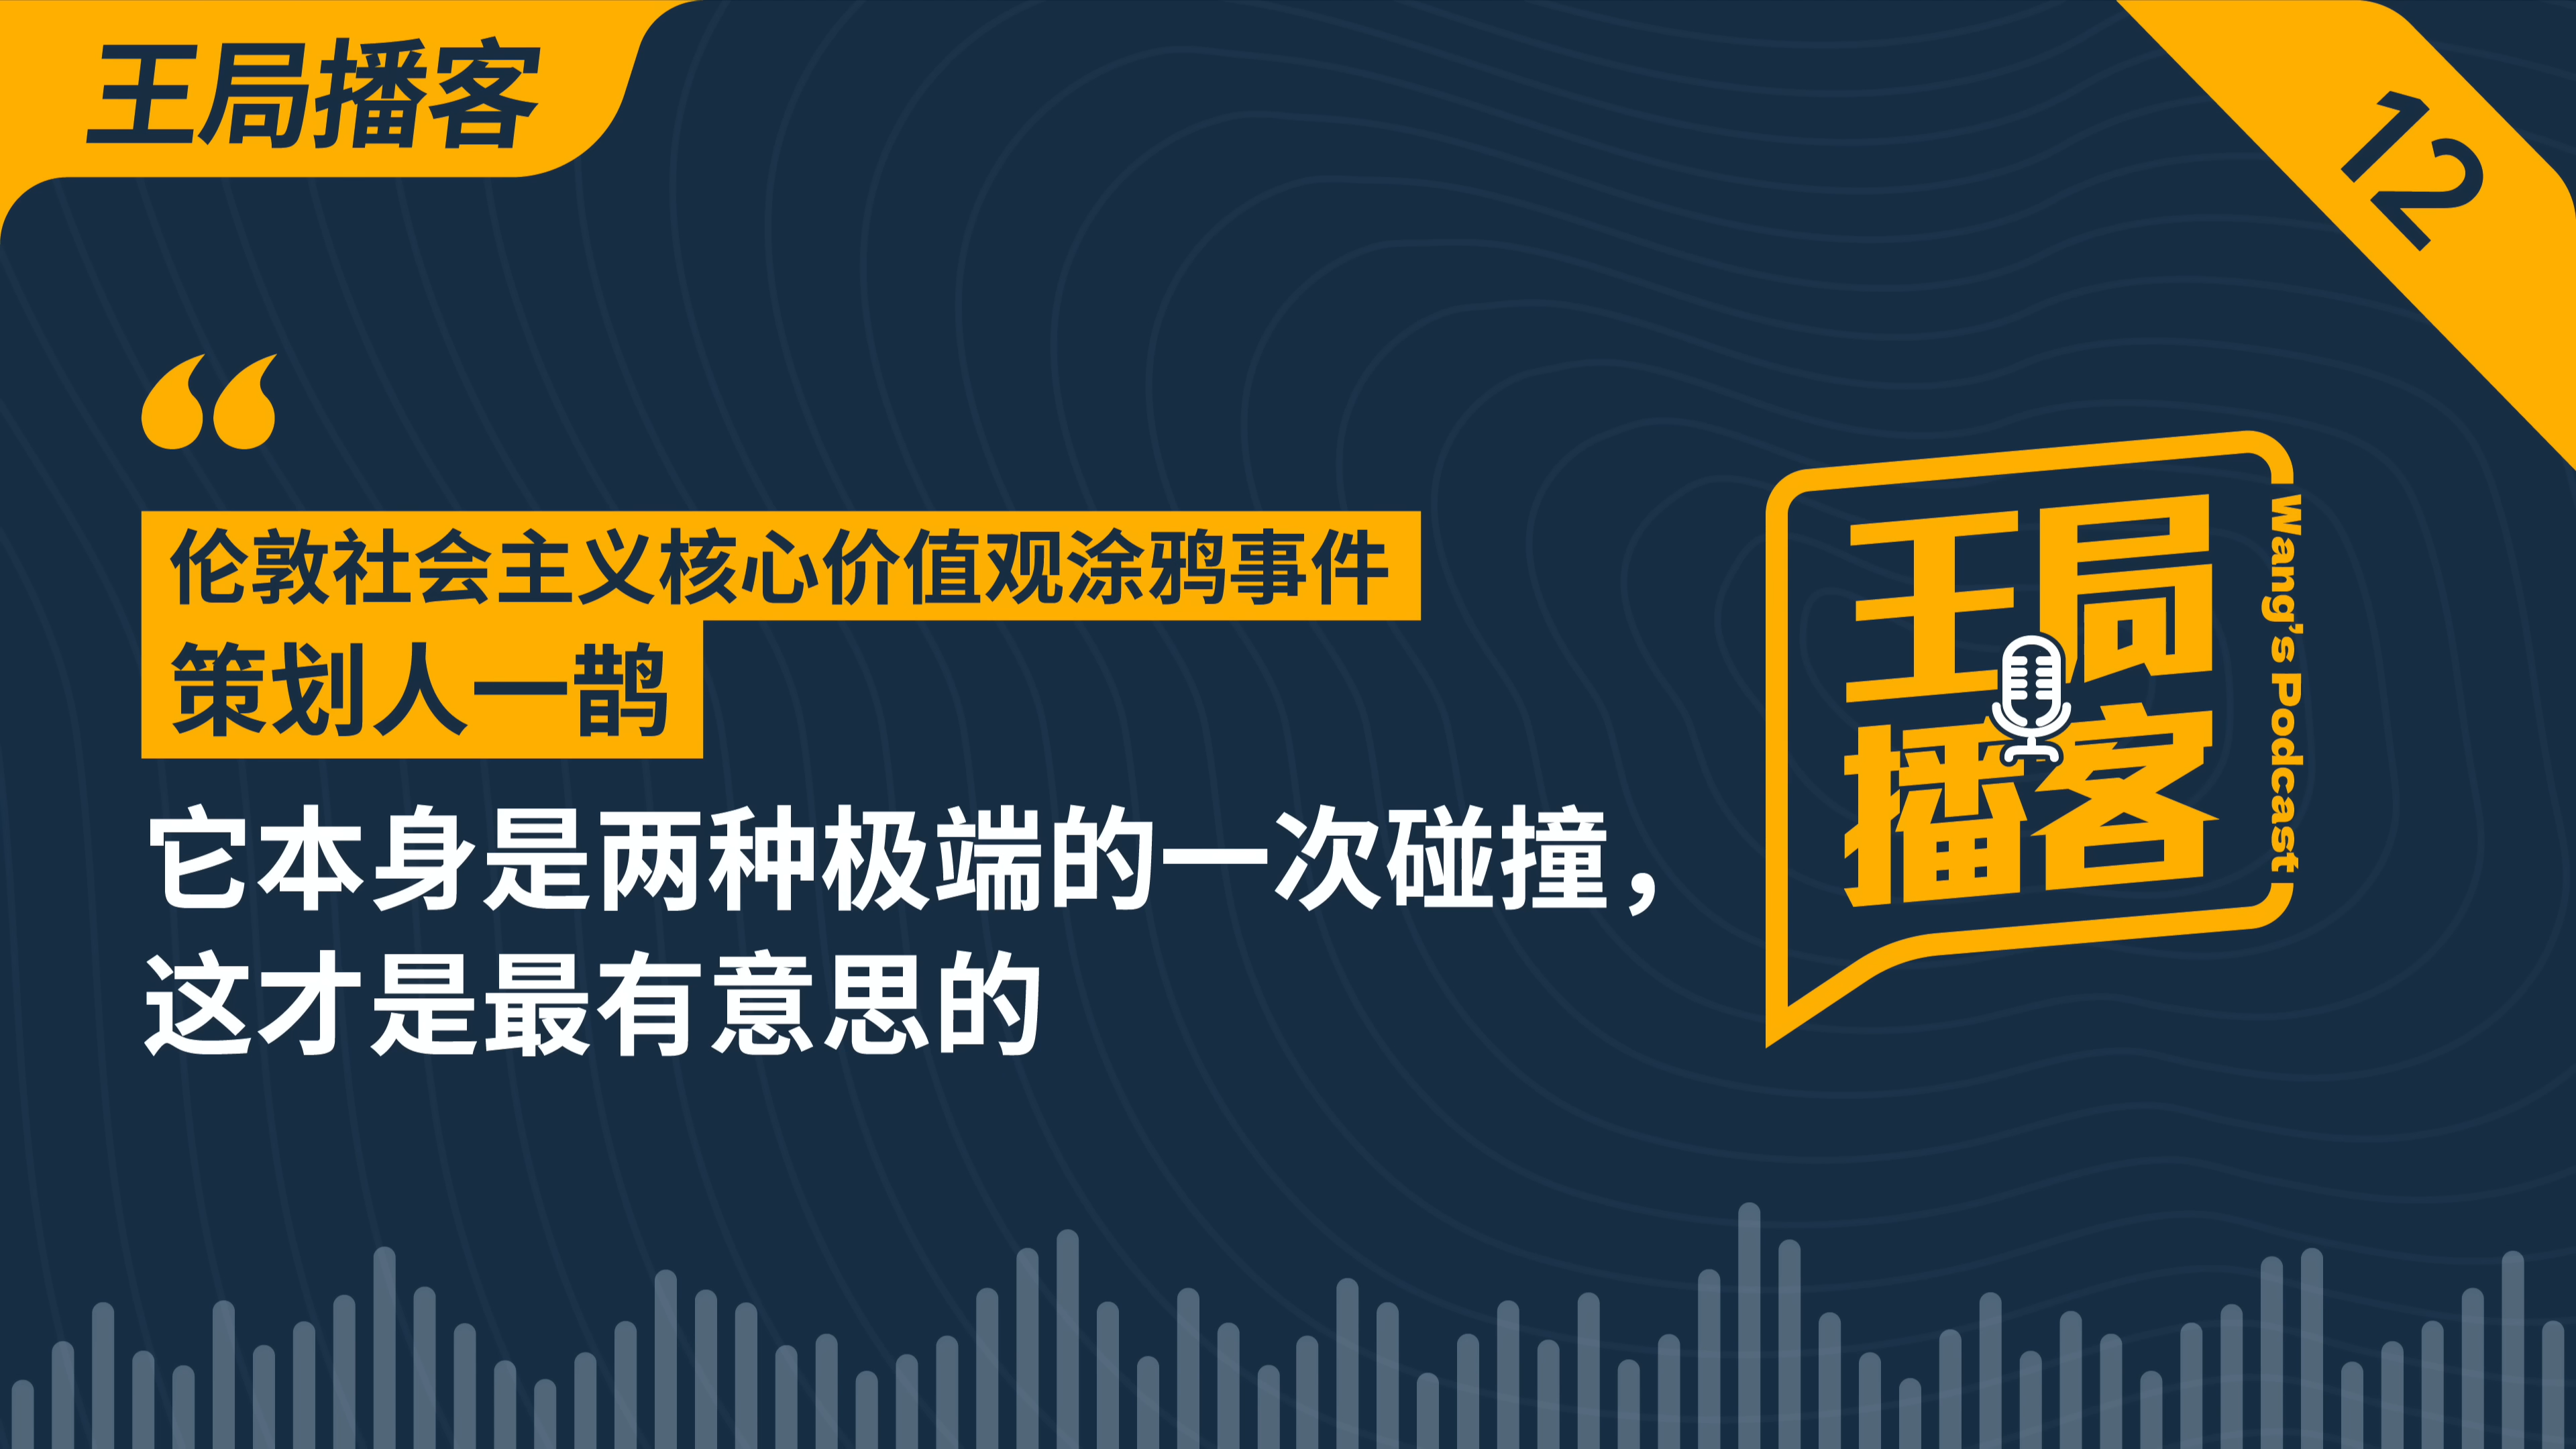 王局播客
12
“
伦敦社会主义核心价值观涂鸦事件
策划人一鹊
它本身是两种极端的一次碰撞，
这才是最有意思的
王局
播客
Wang's Podcast